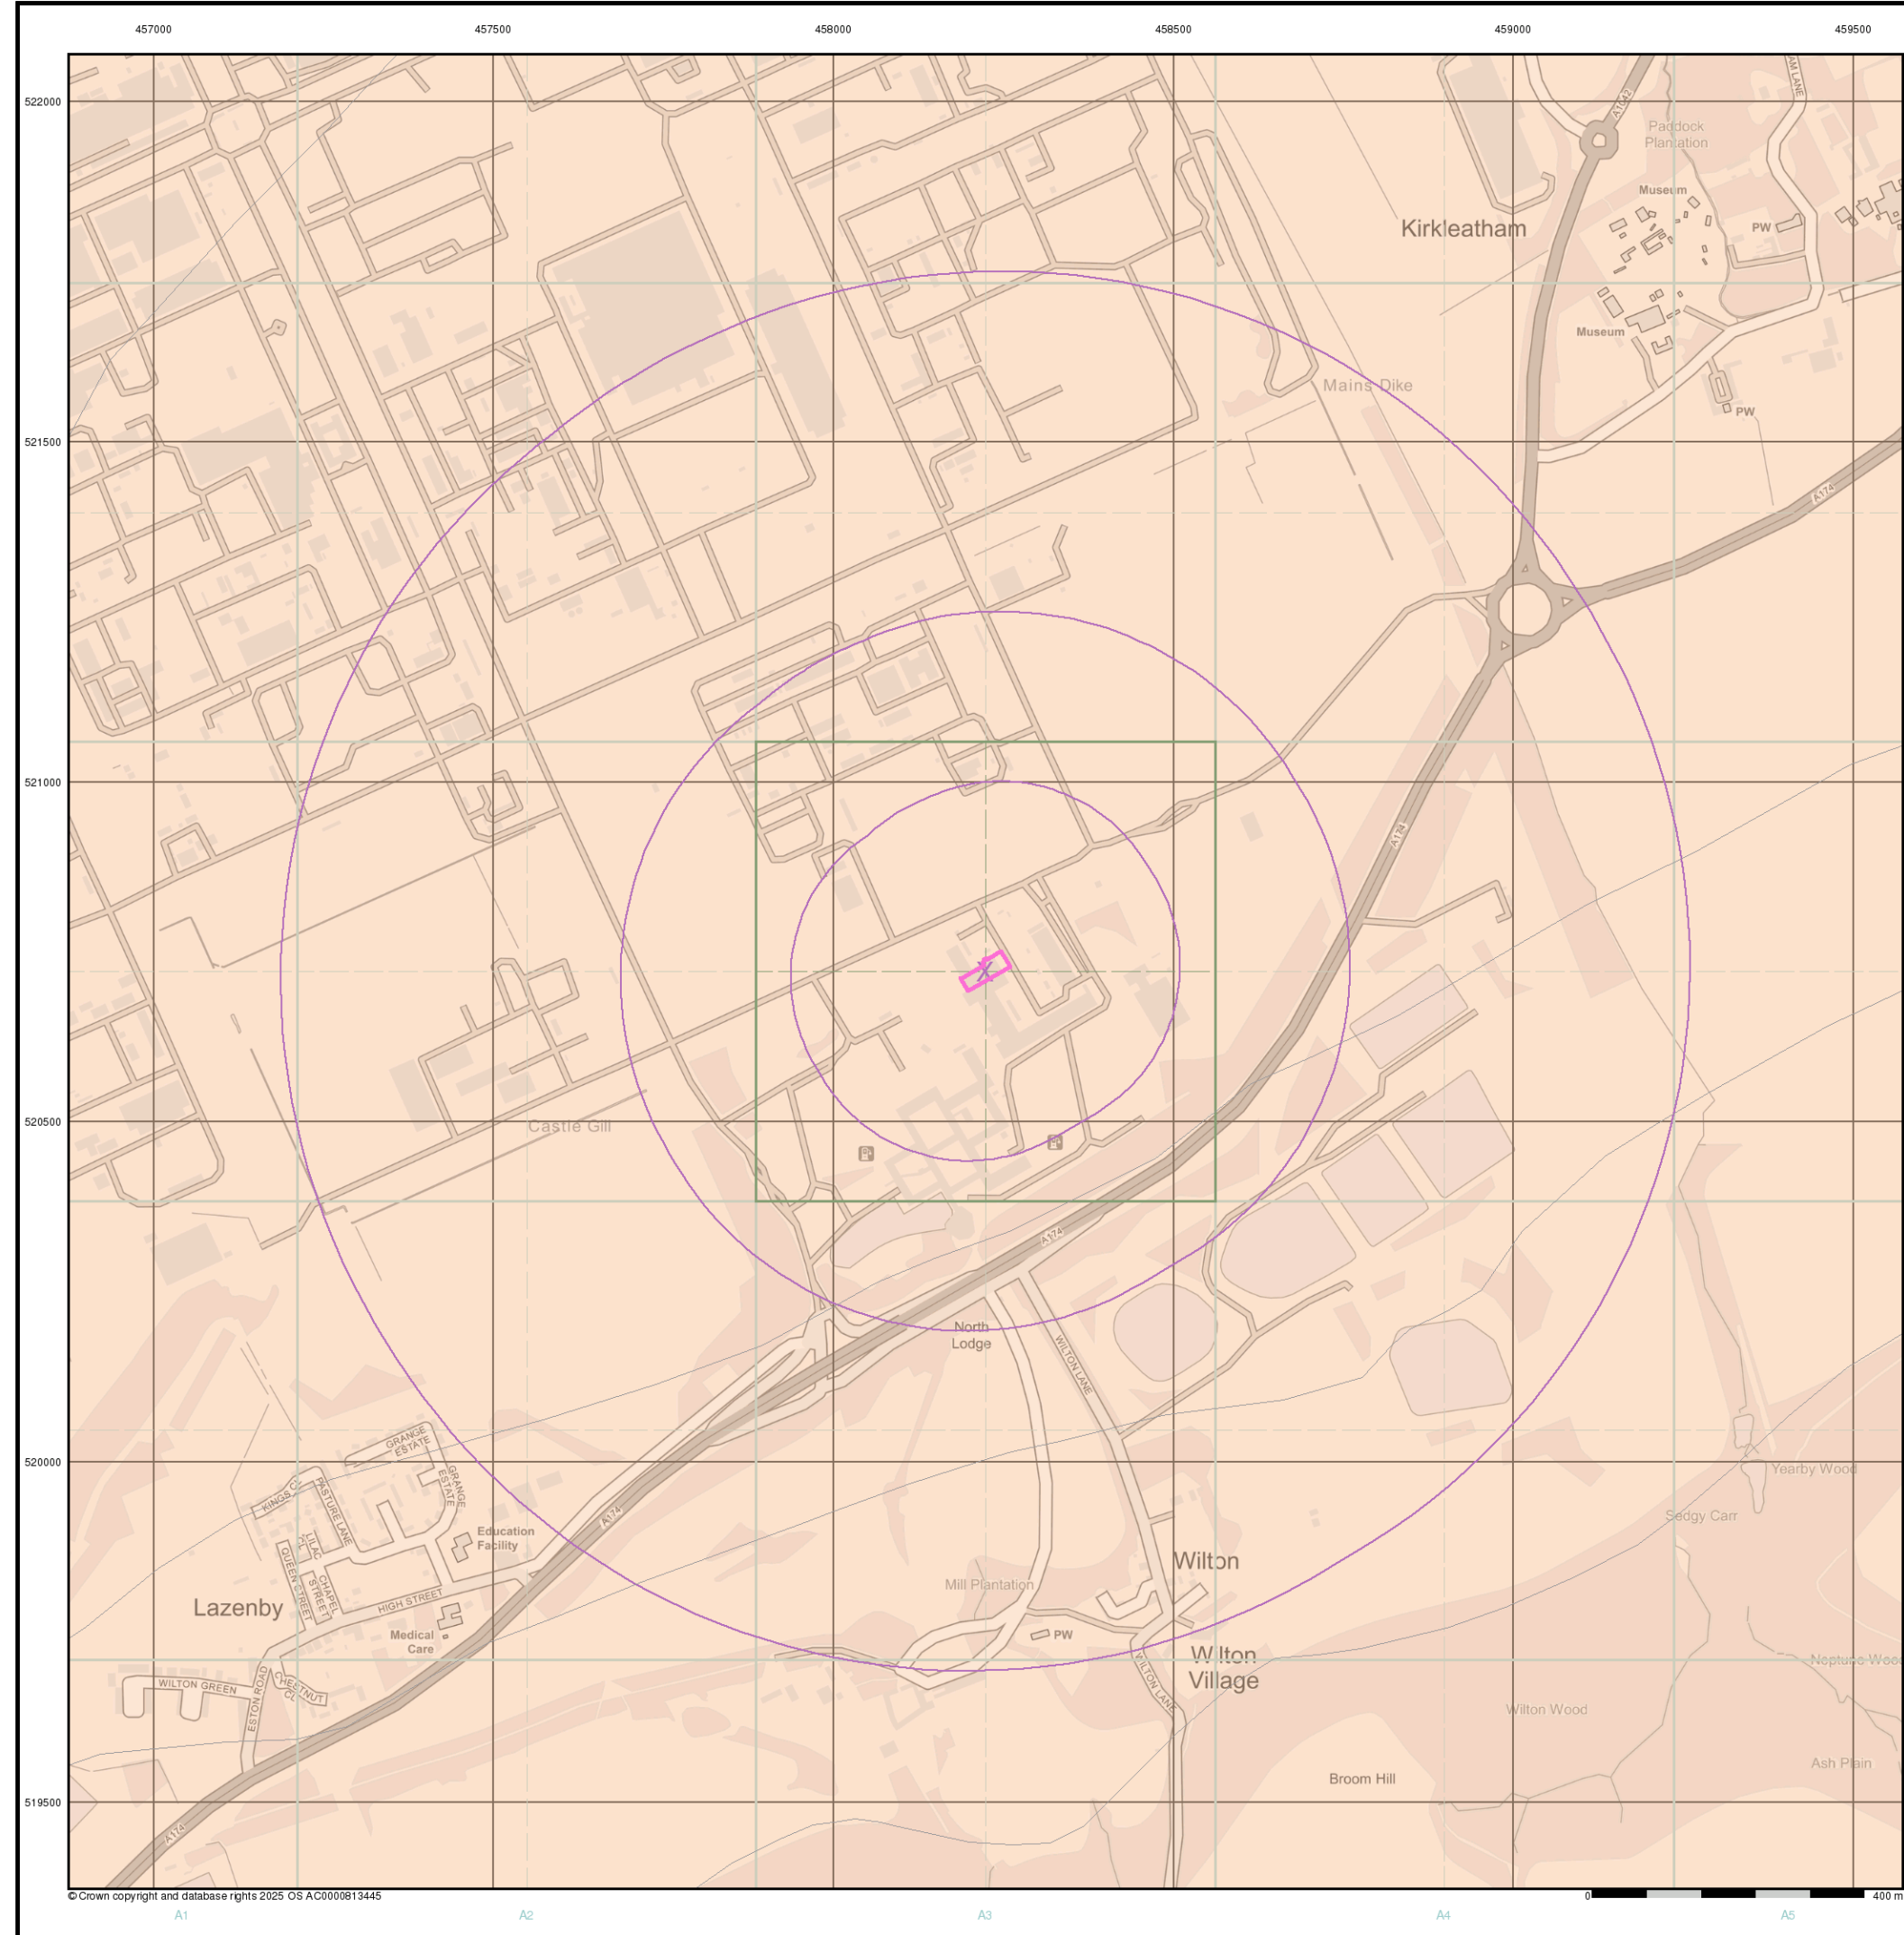 457000 457500 458000 458500 459000 459500
522000
AM LANE
A1042
Paddock
Plantation
Museum
PW
Kirkleatham
Museum
Mains Dike
PW
521500
A174
521000
A174
520500
Castle Gill
A174
North
Lodge
WILTON LANE
GRANGE
ESTATE
520000
GRANGE
ESTATE
KINGS CL
PASTURE LANE
Yearby Wood
A174
Sedgy Carr
Education
Facility
LILAC
CL
QUEEN STREET
Wilton
CHAPEL
STREET
Mill Plantation
HIGH STREET
Lazenby
Medical
Care
PW
Wilton
Village
Neptune Wood
WILTON GREEN
CHESTNUT
CL
ESTON ROAD
WILTON LANE
Wilton Wood
Ash Plain
Broom Hill
519500
A174
© Crown copyright and database rights 2025 OS AC0000813445
0 400 m
A1 A2 A3 A4 A5